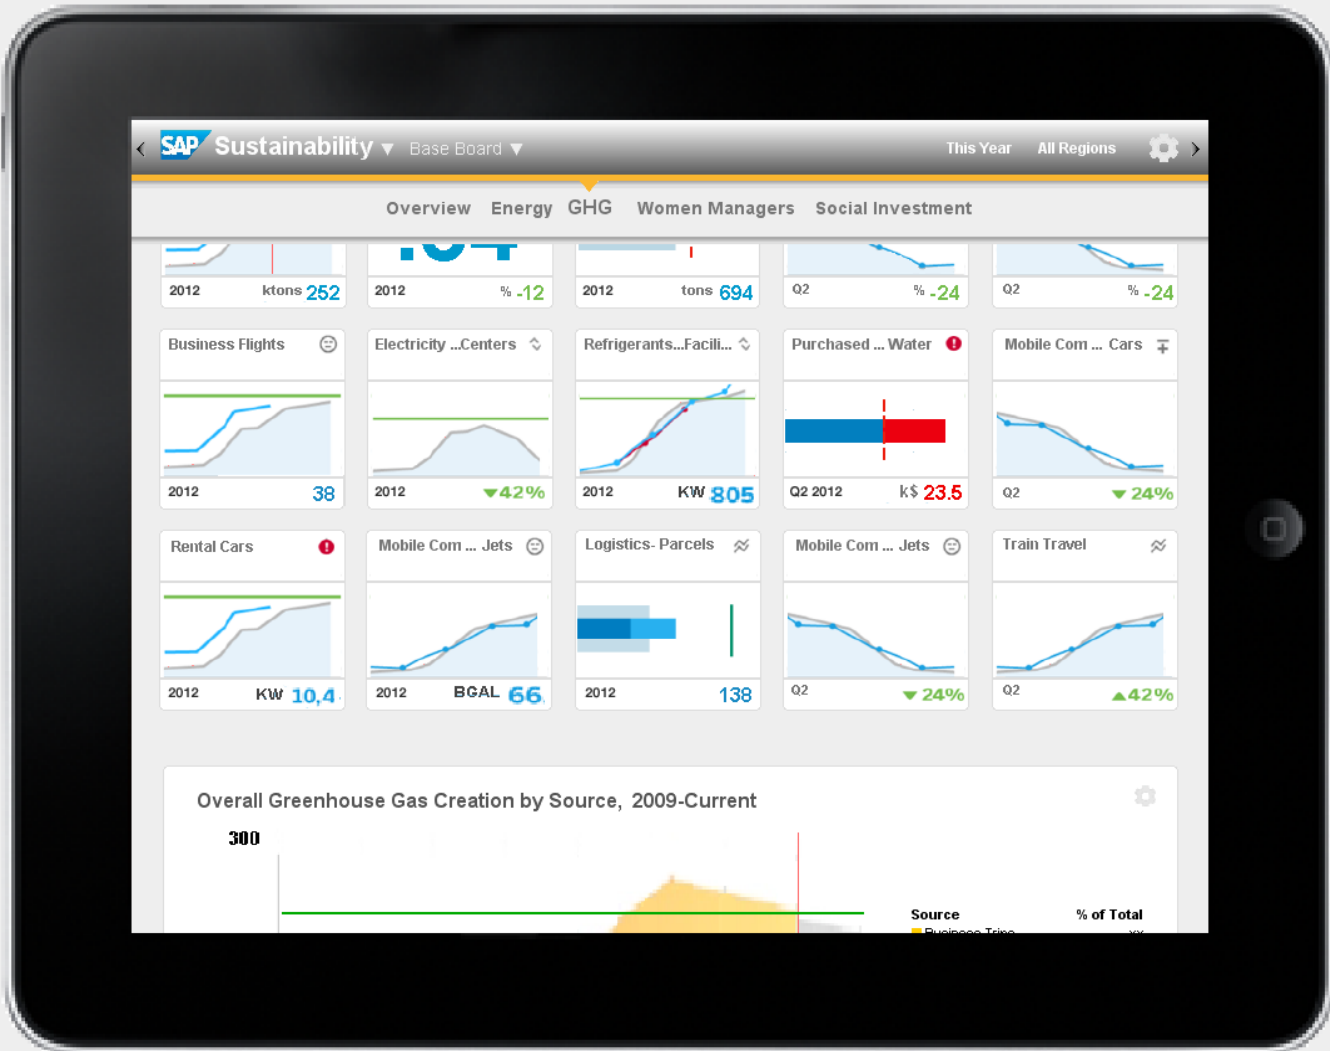 SAP Sustainability ▼ Base Board ▼ This Year All Regions
Overview Energy GHG Women Managers Social Investment
2012 ktons 252
2012 % -12
2012 tons 694
Q2 % -24
Q2 % -24
Business Flights
2012 38
Electricity ...Centers
2012 ▼42%
Refrigerants...Facili...
2012 KW 805
Purchased ... Water
Q2 2012 k$ 23.5
Mobile Com ... Cars
Q2 ▼ 24%
Rental Cars
2012 KW 10,4
Mobile Com ... Jets
2012 BGAL 66
Logistics- Parcels
2012 138
Mobile Com ... Jets
Q2 ▼ 24%
Train Travel
Q2 ▲42%
Overall Greenhouse Gas Creation by Source, 2009-Current
300
Source % of Total
Business Trips